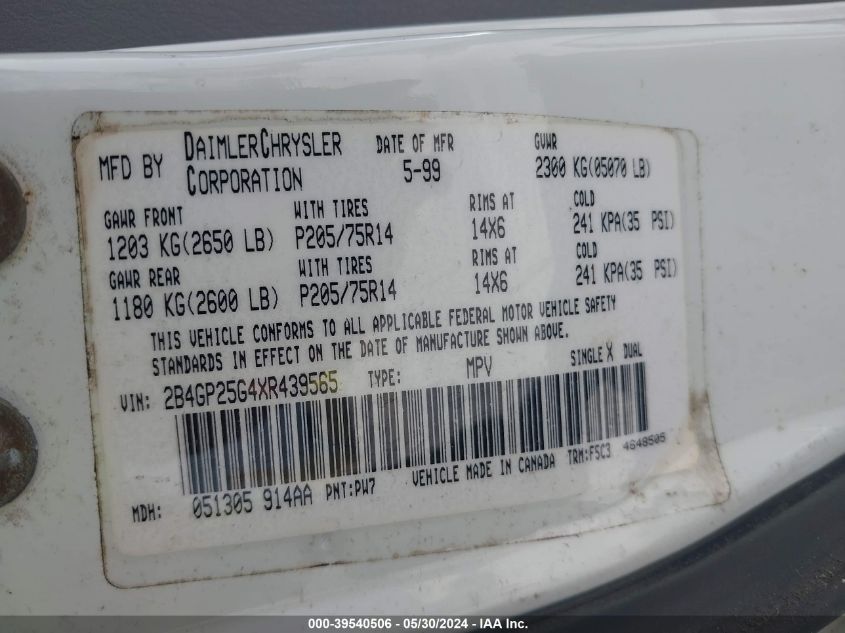 MFD BY DAIMLERCHRYSLER CORPORATION DATE OF MFR 5-99 GVWR 2300 KG(05070 LB)
GAWR FRONT WITH TIRES RIMS AT COLD
1203 KG(2650 LB) P205/75R14 14X6 241 KPA(35 PSI)
GAWR REAR WITH TIRES RIMS AT COLD
1180 KG(2600 LB) P205/75R14 14X6 241 KPA(35 PSI)
THIS VEHICLE CONFORMS TO ALL APPLICABLE FEDERAL MOTOR VEHICLE SAFETY
STANDARDS IN EFFECT ON THE DATE OF MANUFACTURE SHOWN ABOVE.
VIN: 2B4GP25G4XR439565 TYPE: MPV SINGLE X DUAL
MDH: 051305 914AA PNT:PW7 VEHICLE MADE IN CANADA TRM:F5C3 4648505
000-39540506 - 05/30/2024 - IAA Inc.